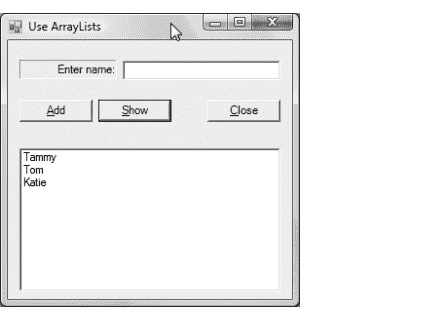 Use ArrayLists
Enter name:
Add Show Close
Tammy
Tom
Katie